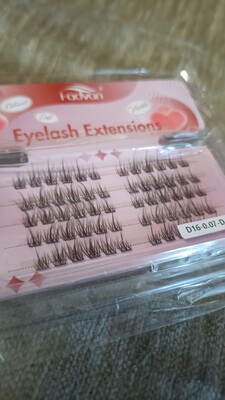 Fadvan
Eyelash Extensions
D16-0.07-D